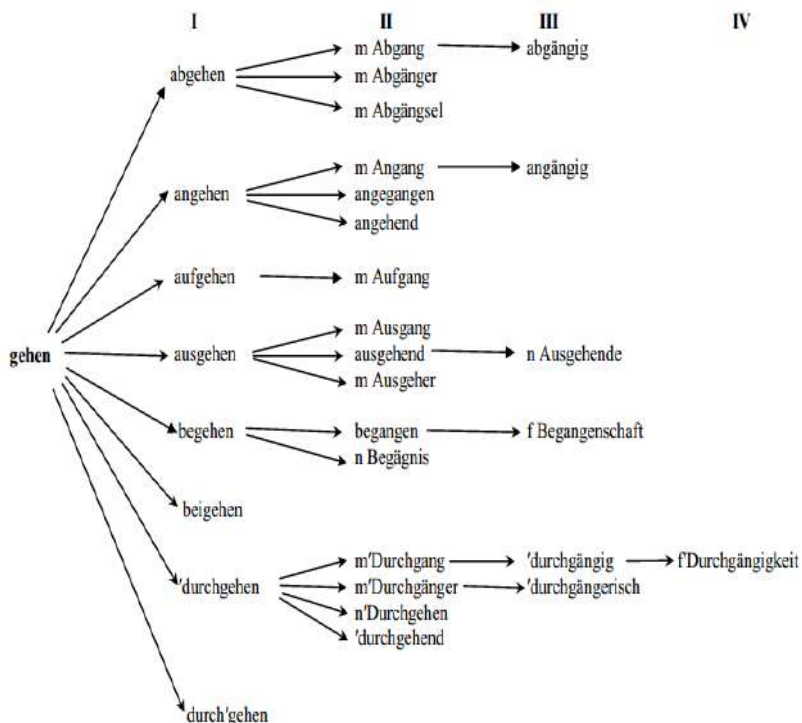 I II III IV
m Abgang abgängig
abgehen m Abgänger
m Abgängsel
m Angang angängig
angehen angegangen
angehend
aufgehen m Aufgang
m Ausgang
gehen ausgehen ausgehend n Ausgehende
m Ausgeher
begehen begangen f Begangenschaft
n Begägnis
beigehen
m'Durchgang 'durchgängig f'Durchgängigkeit
'durchgehen m'Durchgänger 'durchgängerisch
n'Durchgehen
'durchgehend
durch'gehen